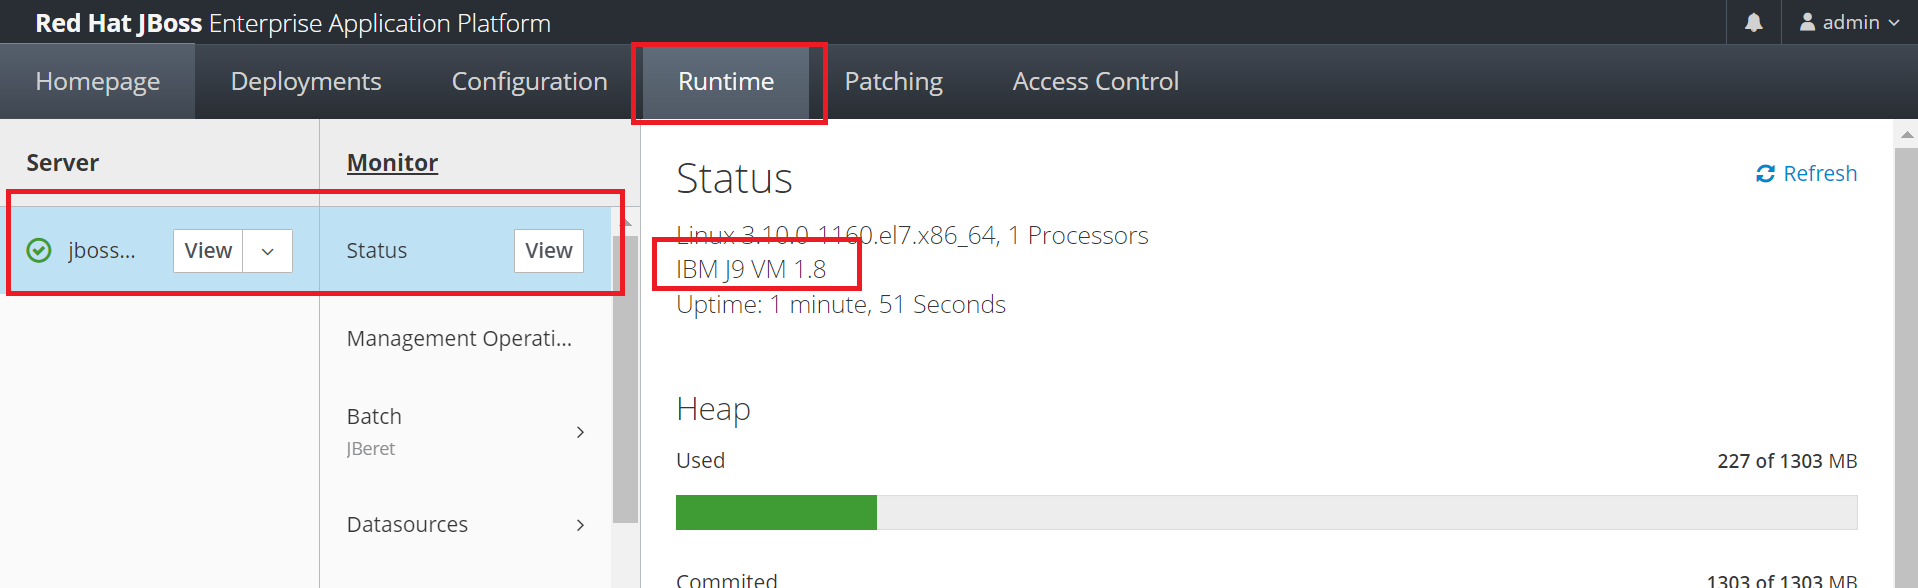 Red Hat JBoss Enterprise Application Platform
admin
Homepage Deployments Configuration Runtime Patching Access Control
Server
jboss... View
Monitor
Status View
Management Operati...
Batch
JBeret
Datasources
Status
Refresh
Linux 3.10.0-1160.el7.x86_64, 1 Processors
IBM J9 VM 1.8
Uptime: 1 minute, 51 Seconds
Heap
Used 227 of 1303 MB
Commited 1303 of 1303 MB